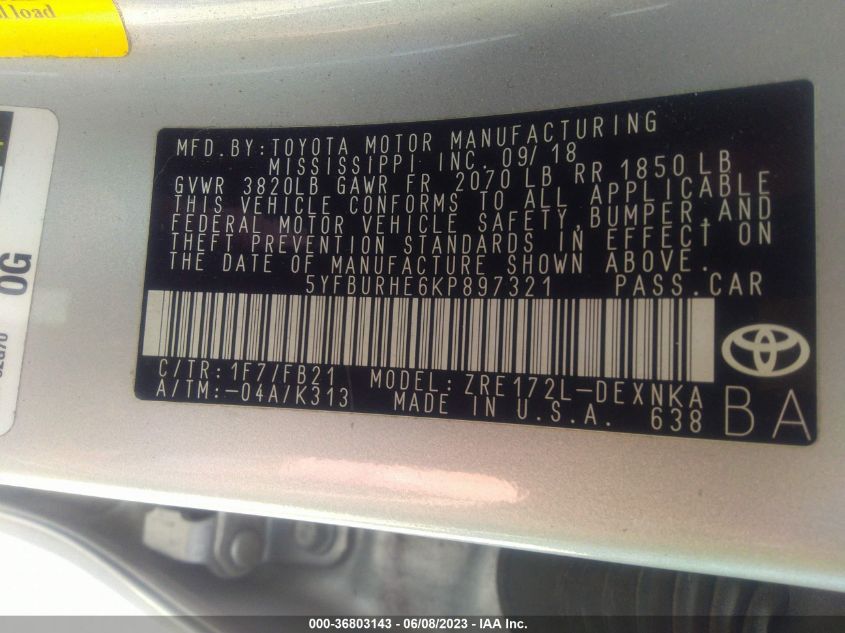 l load
MFD. BY: TOYOTA MOTOR MANUFACTURING
MISSISSIPPI INC. 09/18
GVWR 3820LB GAWR FR 2070 LB RR 1850 LB
THIS VEHICLE CONFORMS TO ALL APPLICABLE
FEDERAL MOTOR VEHICLE SAFETY, BUMPER, AND
THEFT PREVENTION STANDARDS IN EFFECT ON
THE DATE OF MANUFACTURE SHOWN ABOVE.
5YFBURHE6KP897321 PASS. CAR
C/TR: 1F7/FB21 MODEL: ZRE172L-DEXNKA
A/TM: -04A/K313 MADE IN U.S.A. 638
BA
0G
000-36803143 - 06/08/2023 - IAA Inc.